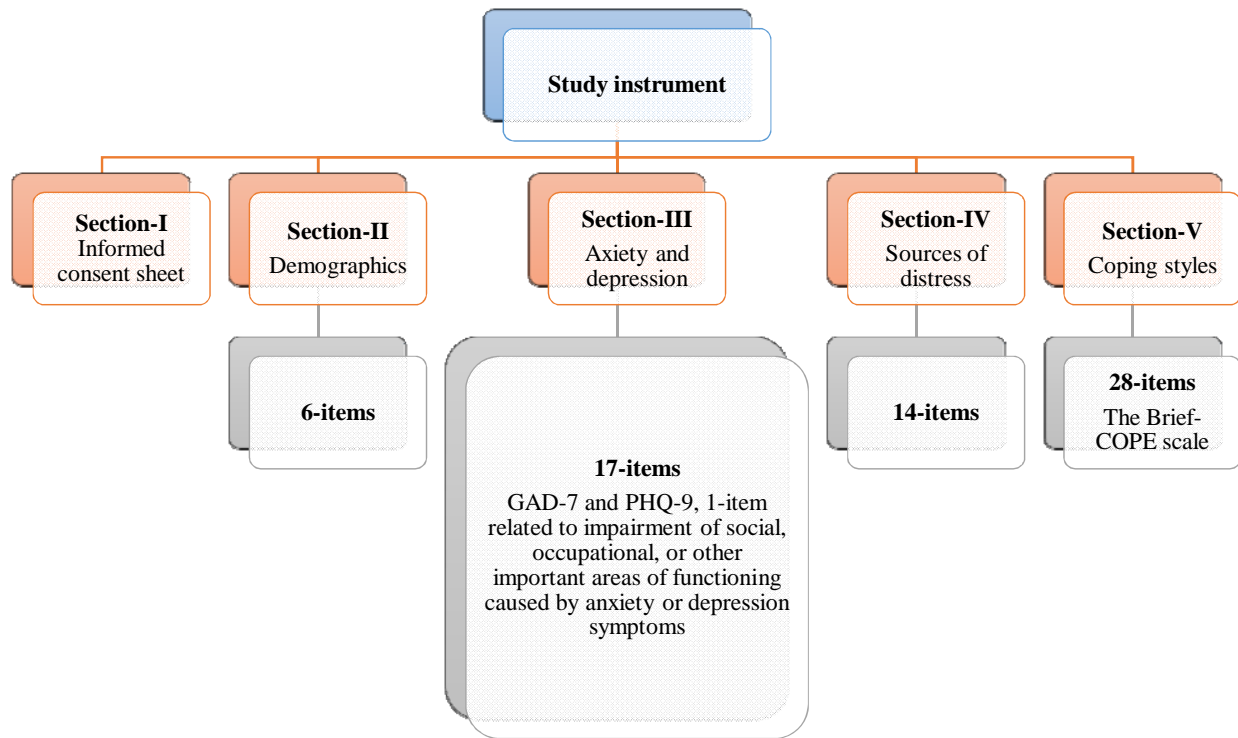 Study instrument
Section-I
Informed
consent sheet
Section-II
Demographics
Section-III
Axiety and
depression
Section-IV
Sources of
distress
Section-V
Coping styles
6-items
17-items
GAD-7 and PHQ-9, 1-item
related to impairment of social,
occupational, or other
important areas of functioning
caused by anxiety or depression
symptoms
14-items
28-items
The Brief-
COPE scale